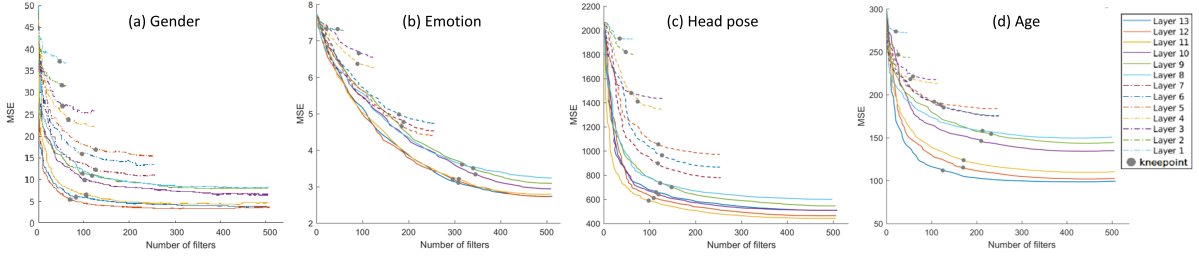 (a) Gender
MSE
50
45
40
35
30
25
20
15
10
5
0
0 100 200 300 400 500
Number of filters
(b) Emotion
MSE
8
7
6
5
4
3
2
0 100 200 300 400 500
Number of filters
(c) Head pose
MSE
2200
2000
1800
1600
1400
1200
1000
800
600
400
0 100 200 300 400 500
Number of filters
(d) Age
MSE
300
250
200
150
100
50
0 100 200 300 400 500
Number of filters
Layer 13
Layer 12
Layer 11
Layer 10
Layer 9
Layer 8
Layer 7
Layer 6
Layer 5
Layer 4
Layer 3
Layer 2
Layer 1
kneepoint